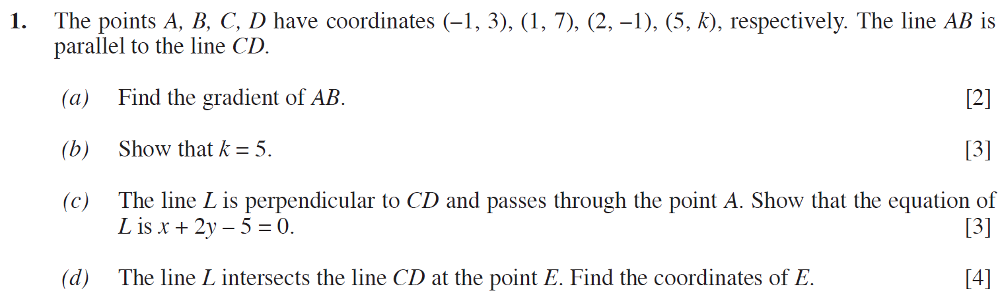 1. The points A, B, C, D have coordinates (–1, 3), (1, 7), (2, –1), (5, k), respectively. The line AB is
parallel to the line CD.
(a) Find the gradient of AB. [2]
(b) Show that k = 5. [3]
(c) The line L is perpendicular to CD and passes through the point A. Show that the equation of
L is x + 2y – 5 = 0. [3]
(d) The line L intersects the line CD at the point E. Find the coordinates of E. [4]